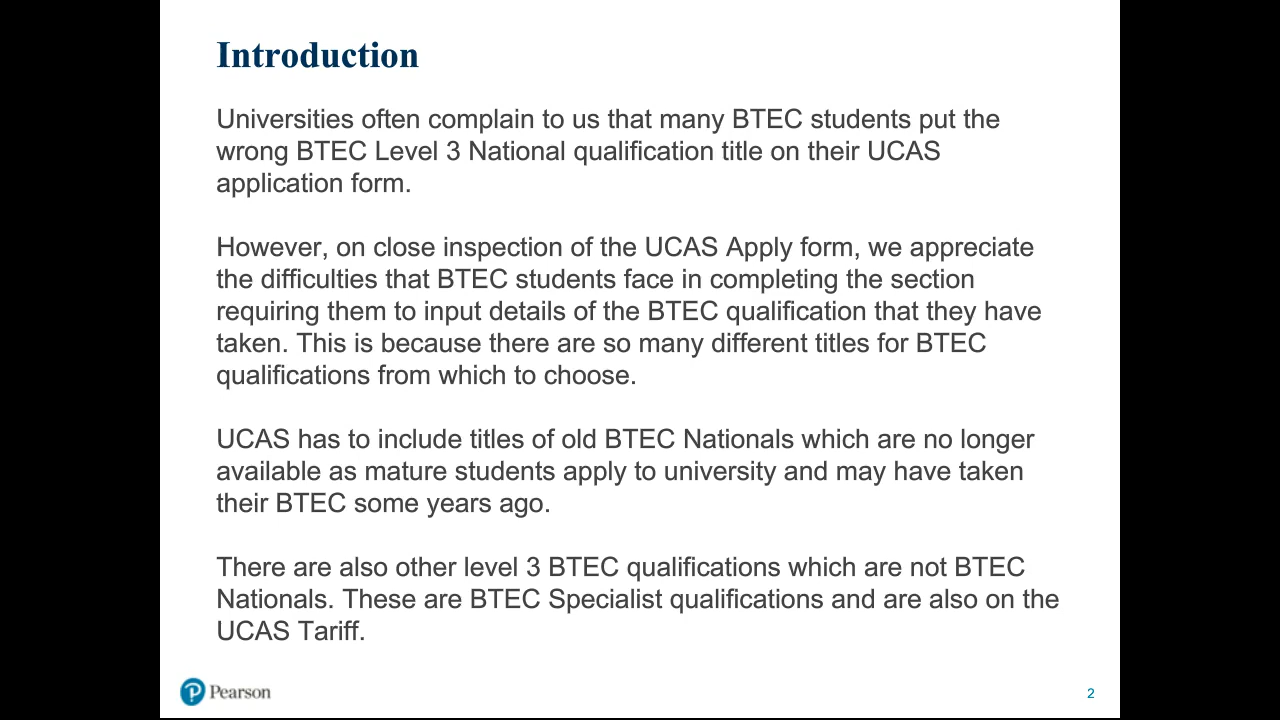 Introduction
Universities often complain to us that many BTEC students put the
wrong BTEC Level 3 National qualification title on their UCAS
application form.
However, on close inspection of the UCAS Apply form, we appreciate
the difficulties that BTEC students face in completing the section
requiring them to input details of the BTEC qualification that they have
taken. This is because there are so many different titles for BTEC
qualifications from which to choose.
UCAS has to include titles of old BTEC Nationals which are no longer
available as mature students apply to university and may have taken
their BTEC some years ago.
There are also other level 3 BTEC qualifications which are not BTEC
Nationals. These are BTEC Specialist qualifications and are also on the
UCAS Tariff.
Pearson
2